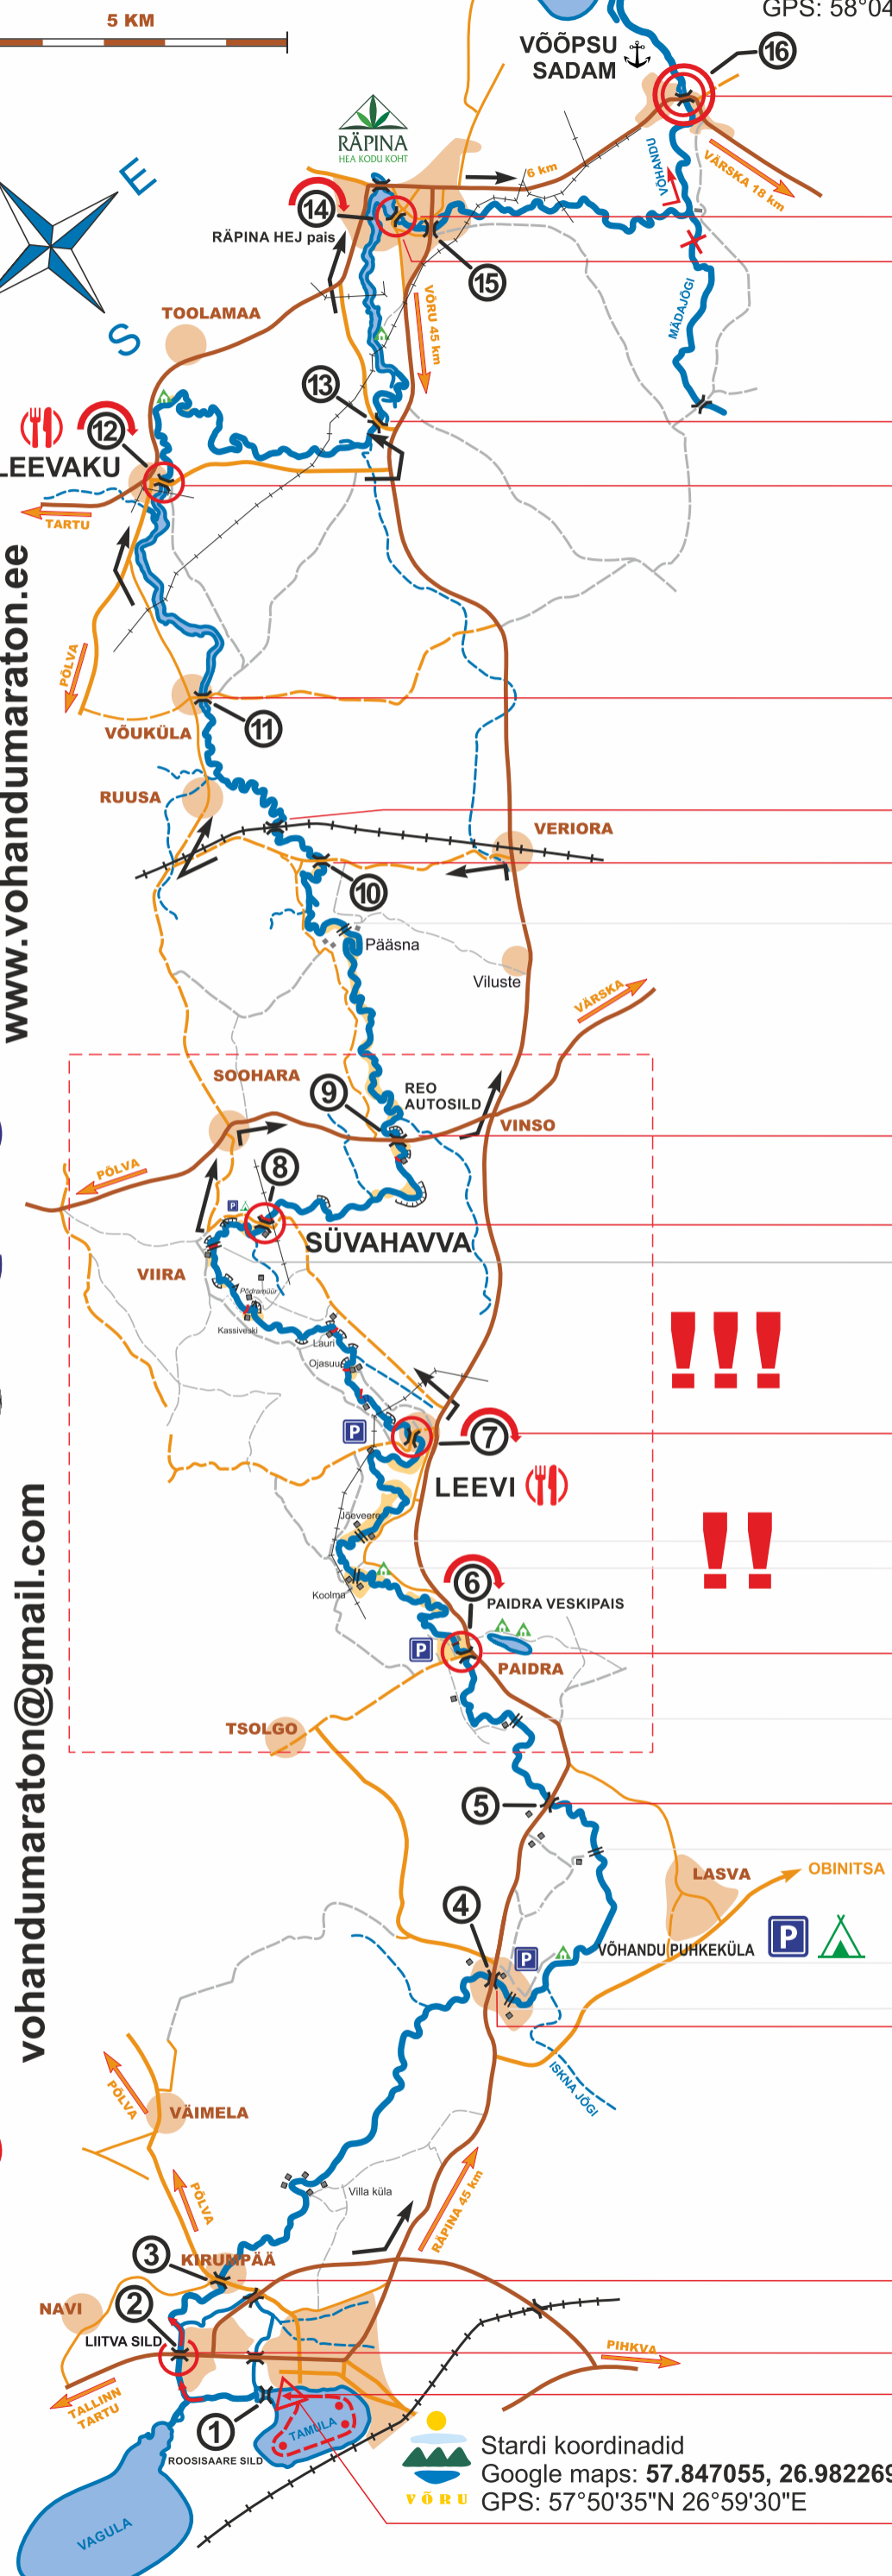 GPS: 58°04
5 KM
VÕÕPSU
SADAM
16
E
S
RÄPINA
HEA KODU KOHT
6 km
VÕHANDU
VÄRSKA 18 km
14
RÄPINA HEJ pais
15
TOOLAMAA
VÕRU 45 km
MÄDAJÕGI
13
12
LEEVAKU
TARTU
www.vohandumaraton.ee
PÕLVA
11
VÕUKÜLA
RUUSA
VERIORA
10
Pääsna
Viluste
VÄRSKA
SOOHARA
9
REO
AUTOSILD
VINSO
PÕLVA
8
P
SÜVAHAVVA
VIIRA
Põdramüür
Kassiveski
Lauri
Ojasuu
!!!
P
7
LEEVI
Jõeveere
!!
Koolma
6
PAIDRA VESKIPAIS
P
PAIDRA
TSOLGO
vohandumaraton@gmail.com
5
LASVA
OBINITSA
4
P
VÕHANDU PUHKEKÜLA
P
ISKNA JÕGI
PÕLVA
VÄIMELA
PÕLVA
Villa küla
RÄPINA 45 km
3
KIRUMPÄÄ
NAVI
2
LIITVA SILD
PIHKVA
TALLINN
TARTU
1
ROOSISAARE SILD
TAMULA
VAGULA
VÕRU
Stardi koordinadid
Google maps: 57.847055, 26.982269
GPS: 57°50'35"N 26°59'30"E